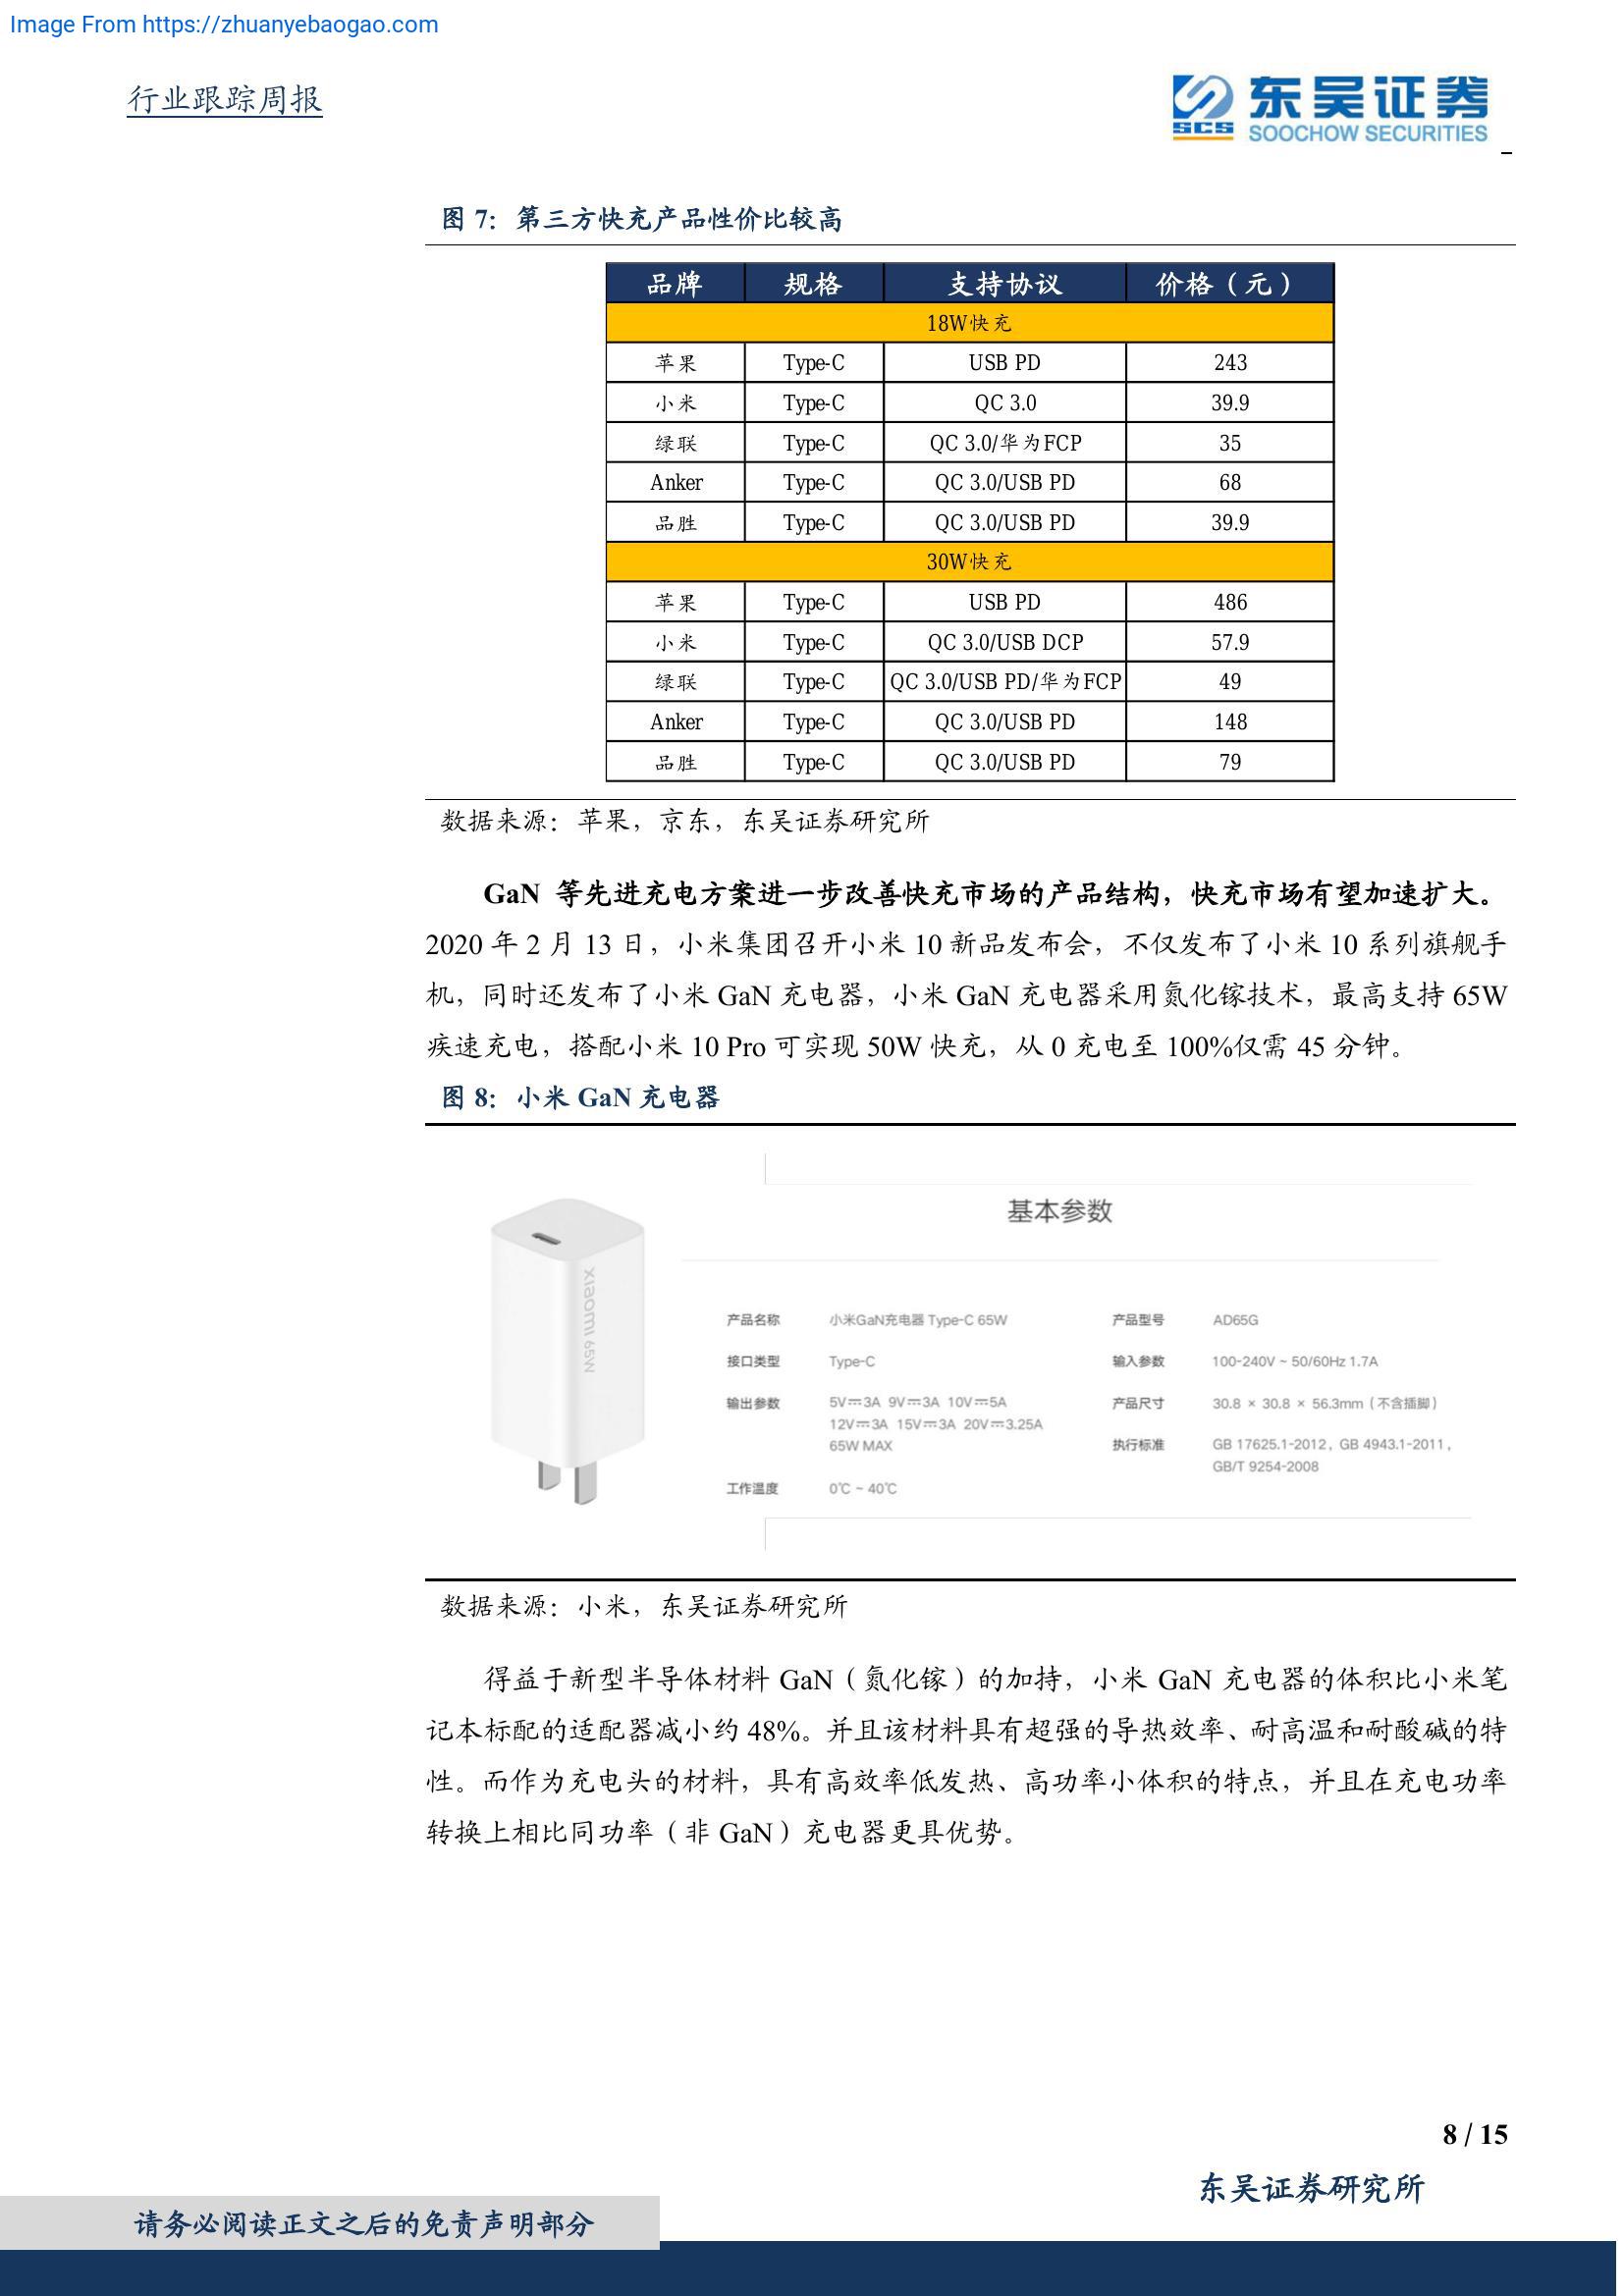 Image From https://zhuanyebaogao.com
行业跟踪周报
SCS 东吴证券
SOOCHOW SECURITIES
图 7：第三方快充产品性价比较高
品牌 规格 支持协议 价格（元）
18W快充
苹果 Type-C USB PD 243
小米 Type-C QC 3.0 39.9
绿联 Type-C QC 3.0/华为FCP 35
Anker Type-C QC 3.0/USB PD 68
品胜 Type-C QC 3.0/USB PD 39.9
30W快充
苹果 Type-C USB PD 486
小米 Type-C QC 3.0/USB DCP 57.9
绿联 Type-C QC 3.0/USB PD/华为FCP 49
Anker Type-C QC 3.0/USB PD 148
品胜 Type-C QC 3.0/USB PD 79
数据来源：苹果，京东，东吴证券研究所
GaN 等先进充电方案进一步改善快充市场的产品结构，快充市场有望加速扩大。
2020 年 2 月 13 日，小米集团召开小米 10 新品发布会，不仅发布了小米 10 系列旗舰手
机，同时还发布了小米 GaN 充电器，小米 GaN 充电器采用氮化镓技术，最高支持 65W
疾速充电，搭配小米 10 Pro 可实现 50W 快充，从 0 充电至 100%仅需 45 分钟。
图 8：小米 GaN 充电器
XIAOMI 65W
基本参数
产品名称 小米GaN充电器 Type-C 65W 产品型号 AD65G
接口类型 Type-C 输入参数 100-240V ~ 50/60Hz 1.7A
输出参数 5V⎓3A 9V⎓3A 10V⎓5A 产品尺寸 30.8 × 30.8 × 56.3mm（不含插脚）
12V⎓3A 15V⎓3A 20V⎓3.25A
65W MAX 执行标准 GB 17625.1-2012，GB 4943.1-2011，
GB/T 9254-2008
工作温度 0℃ ~ 40℃
数据来源：小米，东吴证券研究所
得益于新型半导体材料 GaN（氮化镓）的加持，小米 GaN 充电器的体积比小米笔
记本标配的适配器减小约 48%。并且该材料具有超强的导热效率、耐高温和耐酸碱的特
性。而作为充电头的材料，具有高效率低发热、高功率小体积的特点，并且在充电功率
转换上相比同功率（非 GaN）充电器更具优势。
8 / 15
东吴证券研究所
请务必阅读正文之后的免责声明部分